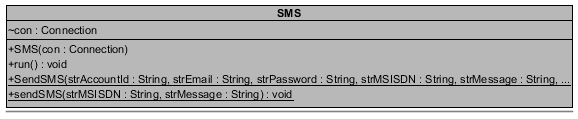 SMS
~con : Connection
+SMS(con : Connection)
+run() : void
+SendSMS(strAccountId : String, strEmail : String, strPassword : String, strMSISDN : String, strMessage : String, ...
+sendSMS(strMSISDN : String, strMessage : String) : void